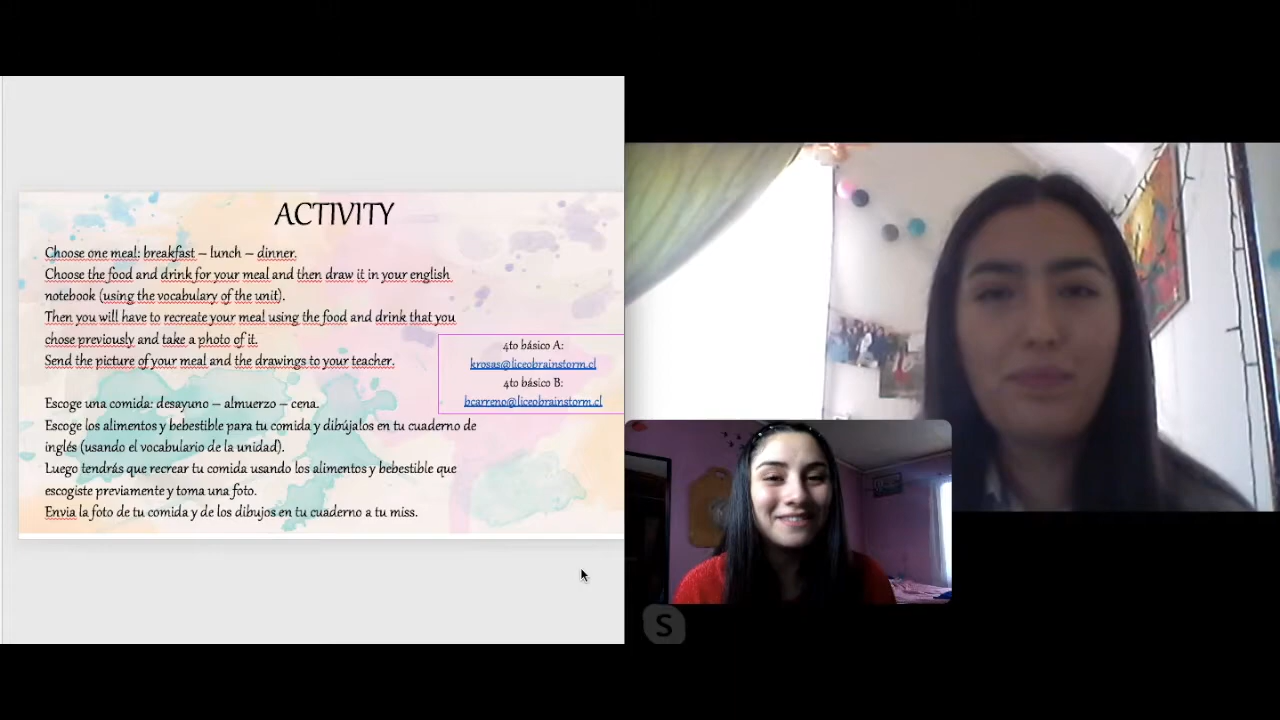 ACTIVITY
Choose one meal: breakfast – lunch – dinner.
Choose the food and drink for your meal and then draw it in your english
notebook (using the vocabulary of the unit).
Then you will have to recreate your meal using the food and drink that you
chose previously and take a photo of it.
Send the picture of your meal and the drawings to your teacher.
4to básico A:
krosas@liceobrainstorm.cl
4to básico B:
bcarreno@liceobrainstorm.cl
Escoge una comida: desayuno – almuerzo – cena.
Escoge los alimentos y bebestible para tu comida y dibújalos en tu cuaderno de
inglés (usando el vocabulario de la unidad).
Luego tendrás que recrear tu comida usando los alimentos y bebestible que
escogiste previamente y toma una foto.
Envia la foto de tu comida y de los dibujos en tu cuaderno a tu miss.
S